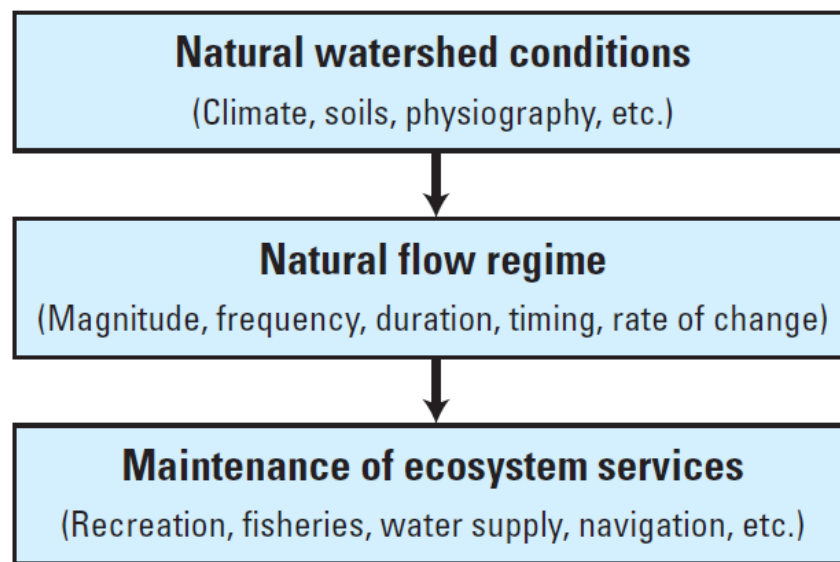 Natural watershed conditions
(Climate, soils, physiography, etc.)
Natural flow regime
(Magnitude, frequency, duration, timing, rate of change)
Maintenance of ecosystem services
(Recreation, fisheries, water supply, navigation, etc.)